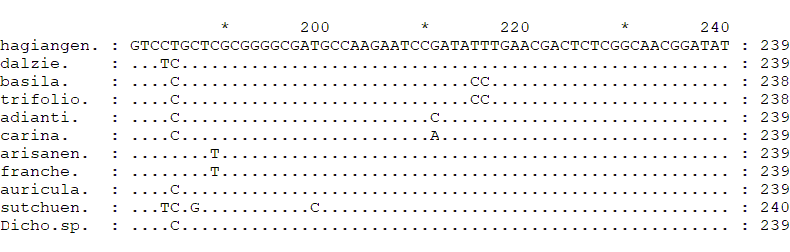 * 200 * 220 * 240
hagiangen. : GTCCTGCTCGCGGGGCGATGCCAAGAATCCGATATTTGAACGACTCTCGGCAACGGATAT : 239
dalzie. : ...TC....................................................... : 239
basila. : ....C.............................CC........................ : 238
trifolio. : ....C.............................CC........................ : 238
adianti. : ....C.........................C............................. : 239
carina. : ....C.........................A............................. : 239
arisanen. : ........T................................................... : 239
franche. : ........T................................................... : 239
auricula. : ....C....................................................... : 239
sutchuen. : ...TC.G...........C......................................... : 240
Dicho.sp. : ....C....................................................... : 239